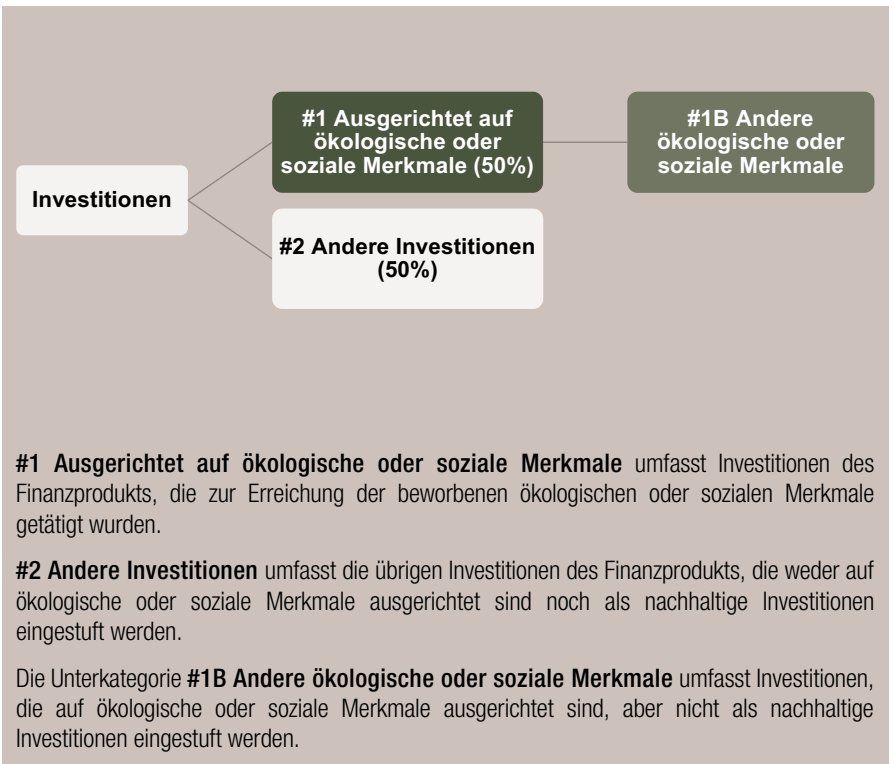 #1 Ausgerichtet auf
ökologische oder
soziale Merkmale (50%)
#1B Andere
ökologische oder
soziale Merkmale
Investitionen
#2 Andere Investitionen
(50%)
#1 Ausgerichtet auf ökologische oder soziale Merkmale umfasst Investitionen des
Finanzprodukts, die zur Erreichung der beworbenen ökologischen oder sozialen Merkmale
getätigt wurden.
#2 Andere Investitionen umfasst die übrigen Investitionen des Finanzprodukts, die weder auf
ökologische oder soziale Merkmale ausgerichtet sind noch als nachhaltige Investitionen
eingestuft werden.
Die Unterkategorie #1B Andere ökologische oder soziale Merkmale umfasst Investitionen,
die auf ökologische oder soziale Merkmale ausgerichtet sind, aber nicht als nachhaltige
Investitionen eingestuft werden.